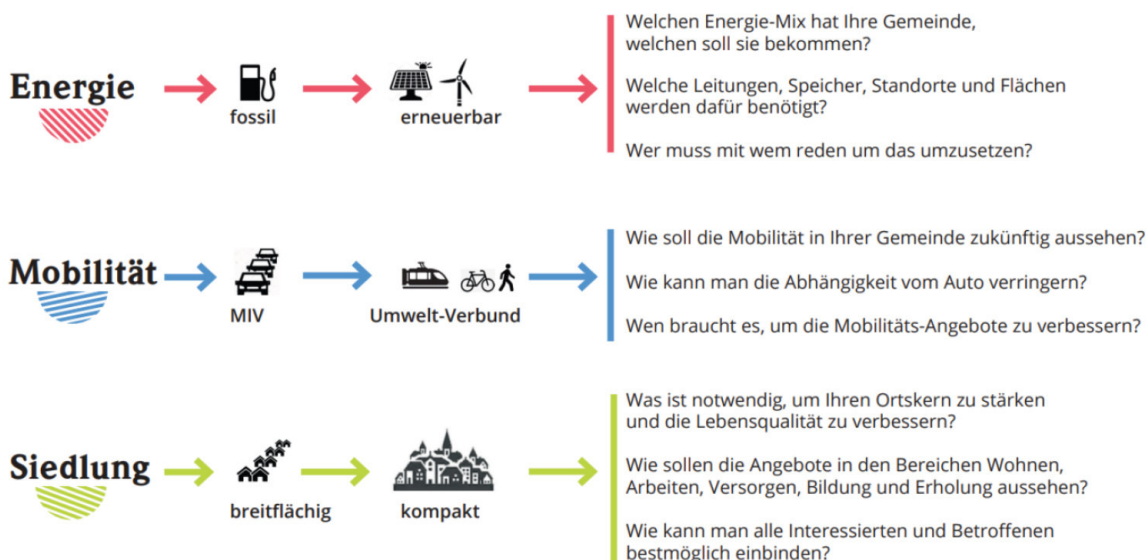 Energie
fossil
erneuerbar
Welchen Energie-Mix hat Ihre Gemeinde,
welchen soll sie bekommen?
Welche Leitungen, Speicher, Standorte und Flächen
werden dafür benötigt?
Wer muss mit wem reden um das umzusetzen?
Mobilität
MIV
Umwelt-Verbund
Wie soll die Mobilität in Ihrer Gemeinde zukünftig aussehen?
Wie kann man die Abhängigkeit vom Auto verringern?
Wen braucht es, um die Mobilitäts-Angebote zu verbessern?
Siedlung
breitflächig
kompakt
Was ist notwendig, um Ihren Ortskern zu stärken
und die Lebensqualität zu verbessern?
Wie sollen die Angebote in den Bereichen Wohnen,
Arbeiten, Versorgen, Bildung und Erholung aussehen?
Wie kann man alle Interessierten und Betroffenen
bestmöglich einbinden?